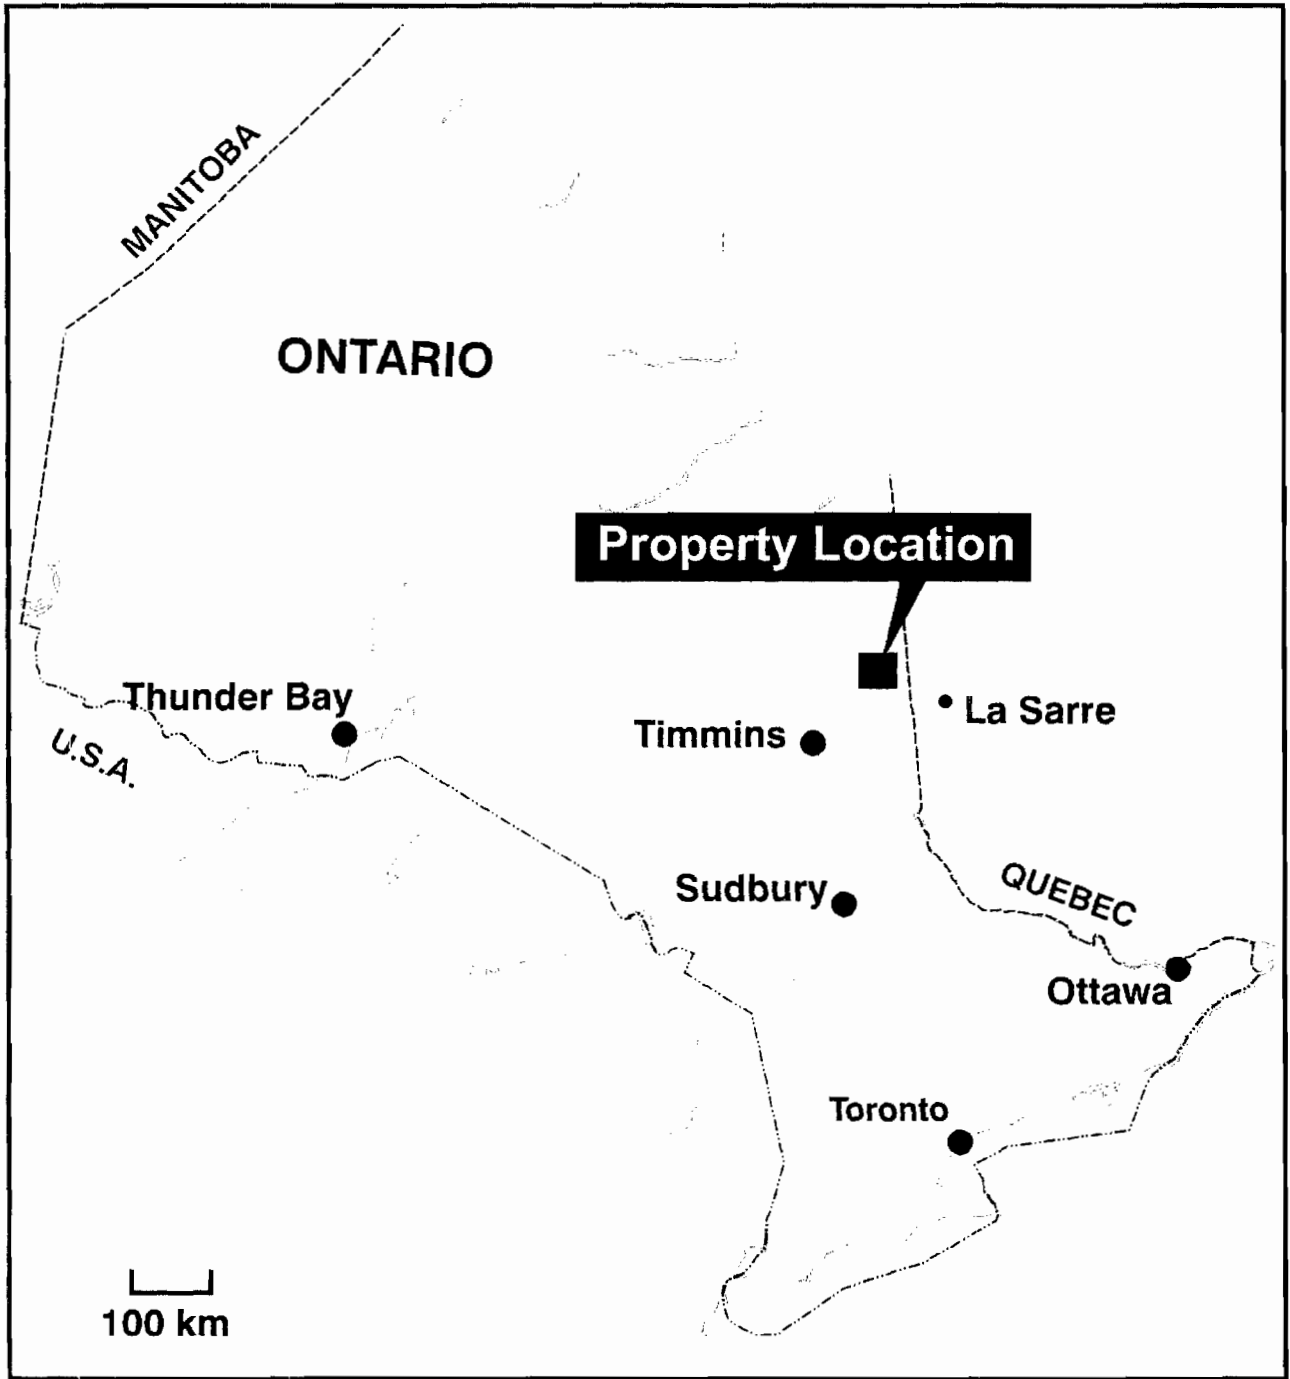 MANITOBA
ONTARIO
Property Location
Thunder Bay
La Sarre
Timmins
U.S.A.
Sudbury
QUEBEC
Ottawa
Toronto
100 km